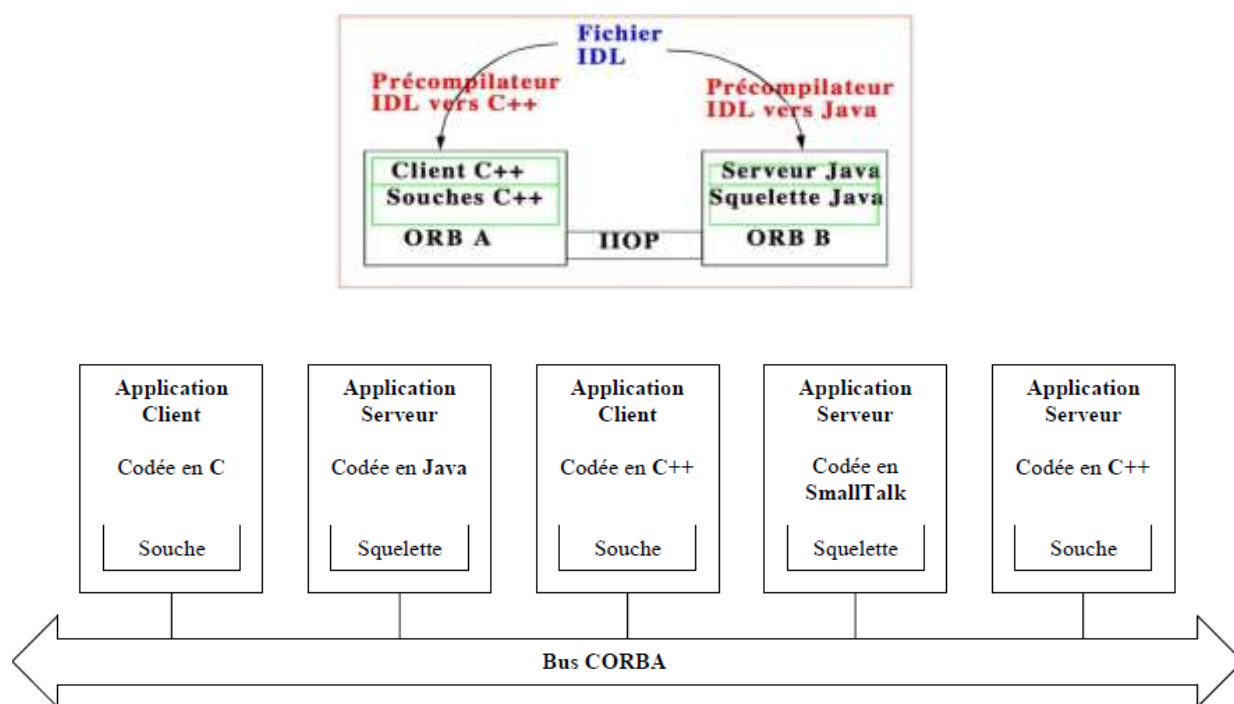 Fichier
IDL
Précompilateur
IDL vers C++
Précompilateur
IDL vers Java
Client C++
Souches C++
ORB A
IIOP
Serveur Java
Squelette Java
ORB B
Application
Client
Codée en C
Souche
Application
Serveur
Codée en Java
Squelette
Application
Client
Codée en C++
Souche
Application
Serveur
Codée en
SmallTalk
Squelette
Application
Serveur
Codée en C++
Souche
Bus CORBA